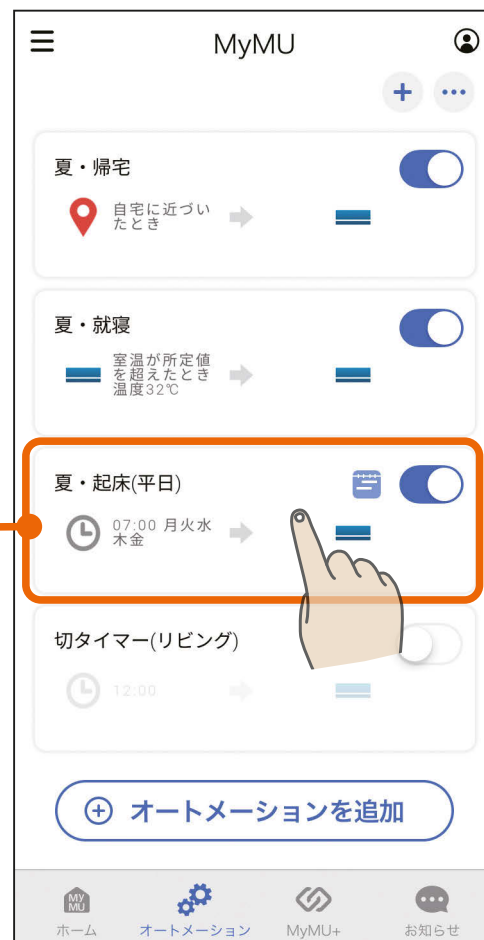 MyMU
夏・帰宅
自宅に近づい
たとき
夏・就寝
室温が所定値
を超えたとき
温度32℃
夏・起床(平日)
07:00 月火水
木金
切タイマー(リビング)
12:00
オートメーションを追加
MY
MU
ホーム
オートメーション
MyMU+
お知らせ